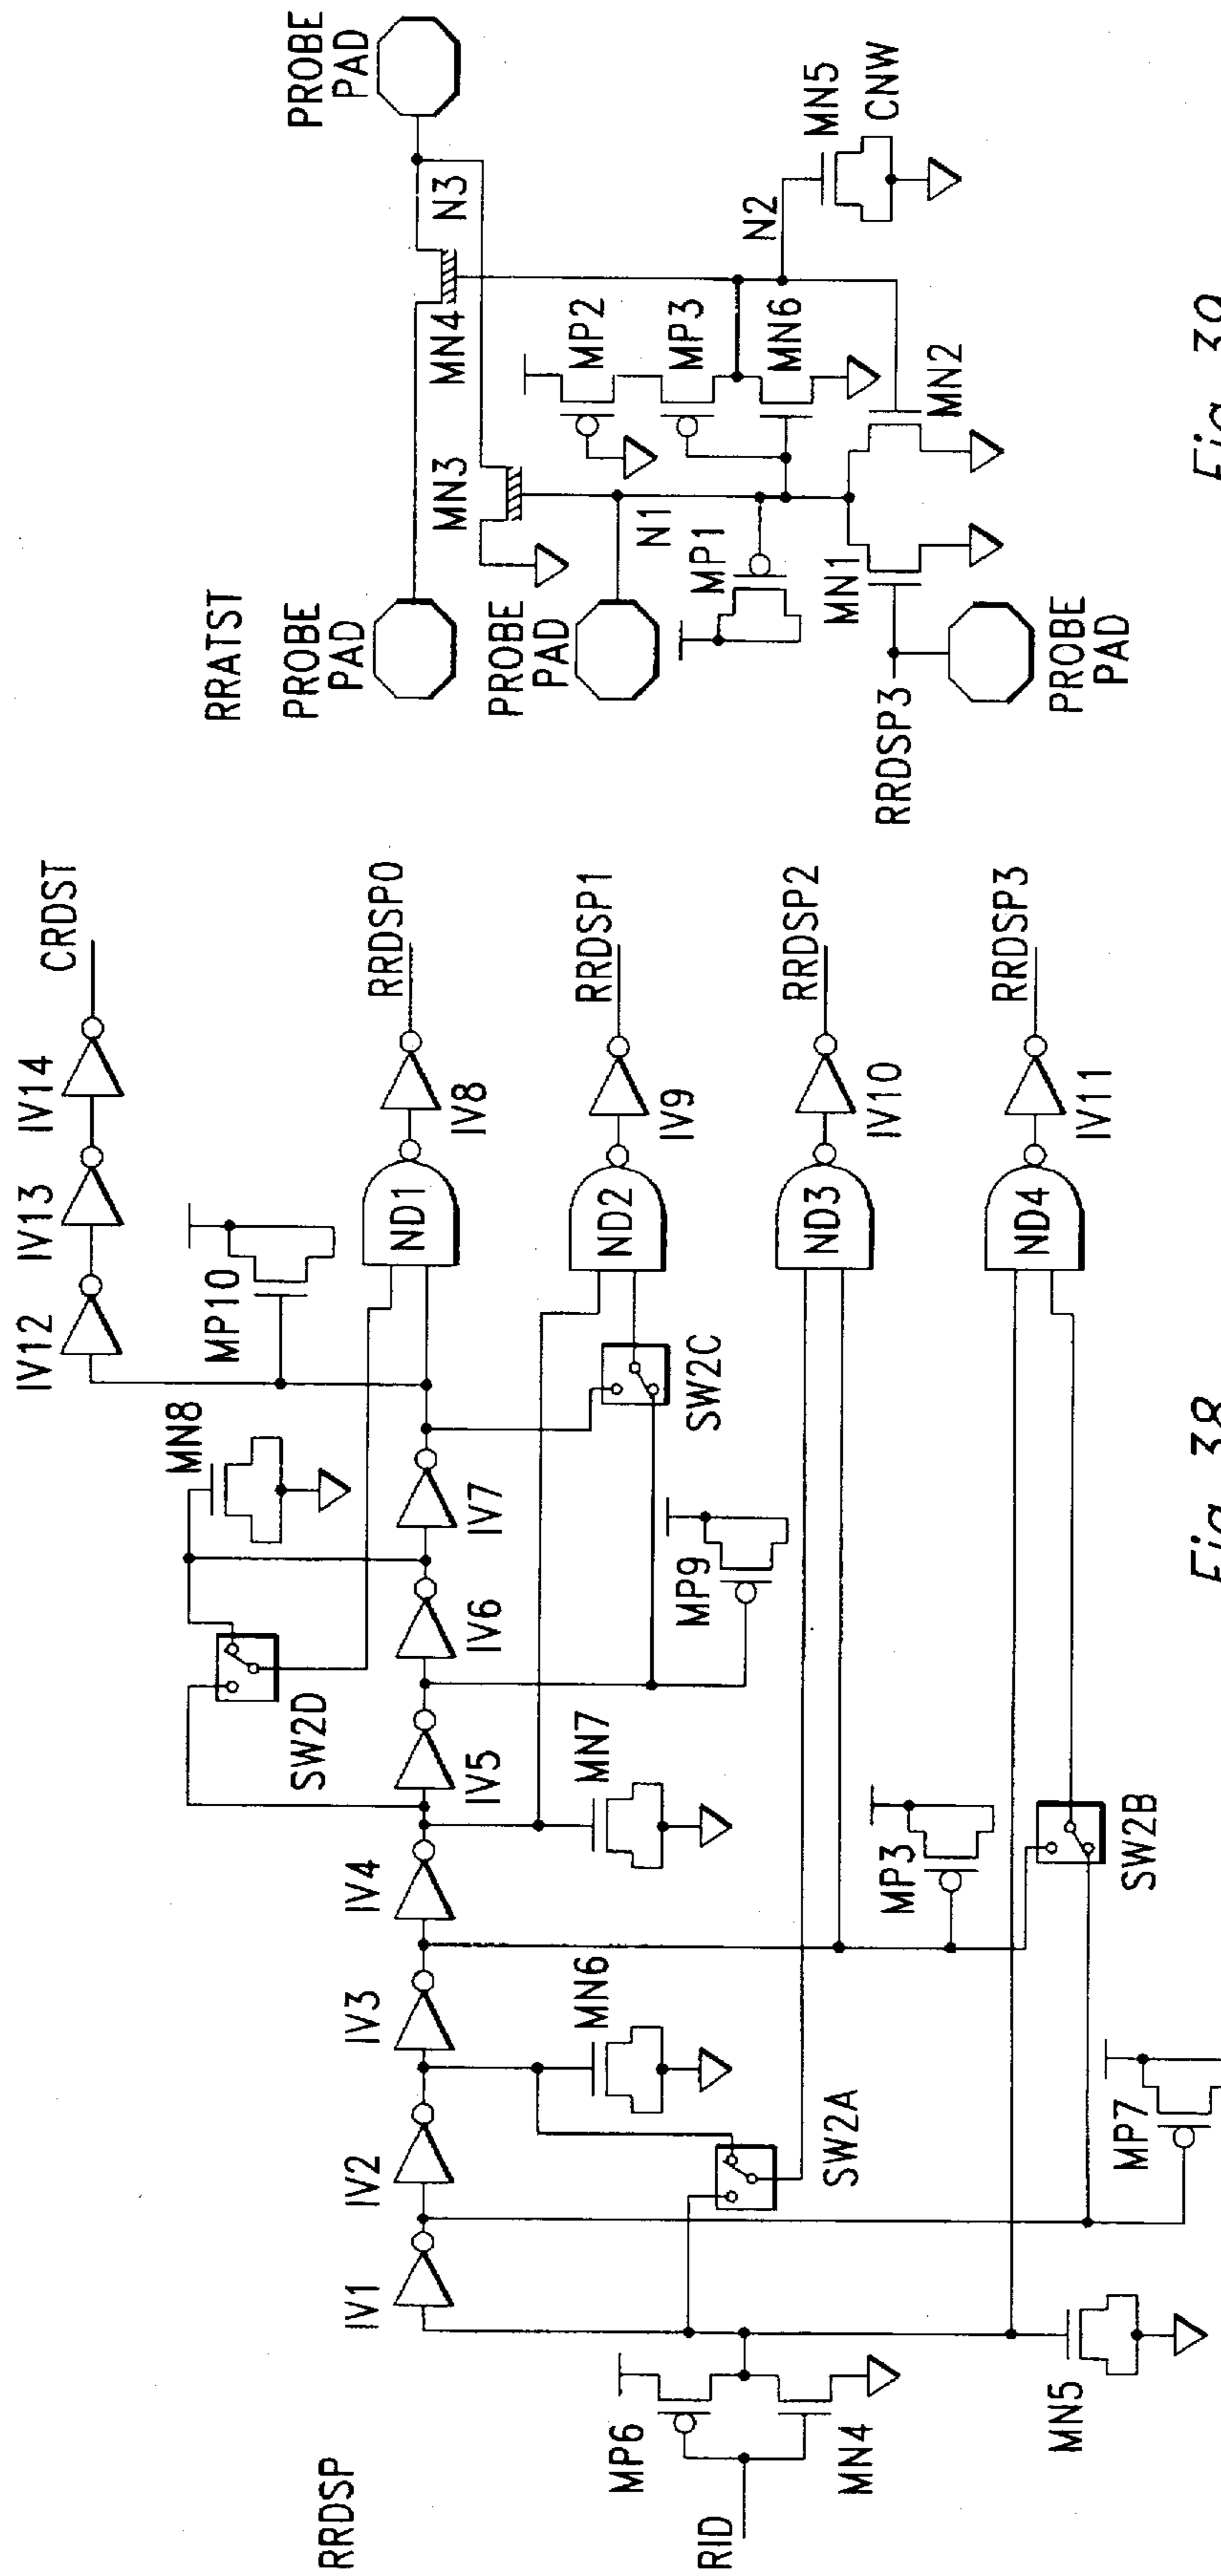 RRDSP
RID
MP6
MN4
MN5
IV1
IV2
IV3
IV4
IV5
IV6
IV7
SW2A
MN6
MP7
SW2B
MP3
MN7
SW2D
MP9
MN8
SW2C
MP10
IV12
IV13
IV14
CRDST
ND1
IV8
RRDSP0
ND2
IV9
RRDSP1
ND3
IV10
RRDSP2
ND4
IV11
RRDSP3
Fig. 38
RRATST
PROBE
PAD
PROBE
PAD
PROBE
PAD
PROBE
PAD
RRDSP3
N1
MP1
MN1
MN3
MN4
N3
MP2
MP3
MN6
MN2
N2
MN5
CNW
Fig. 39